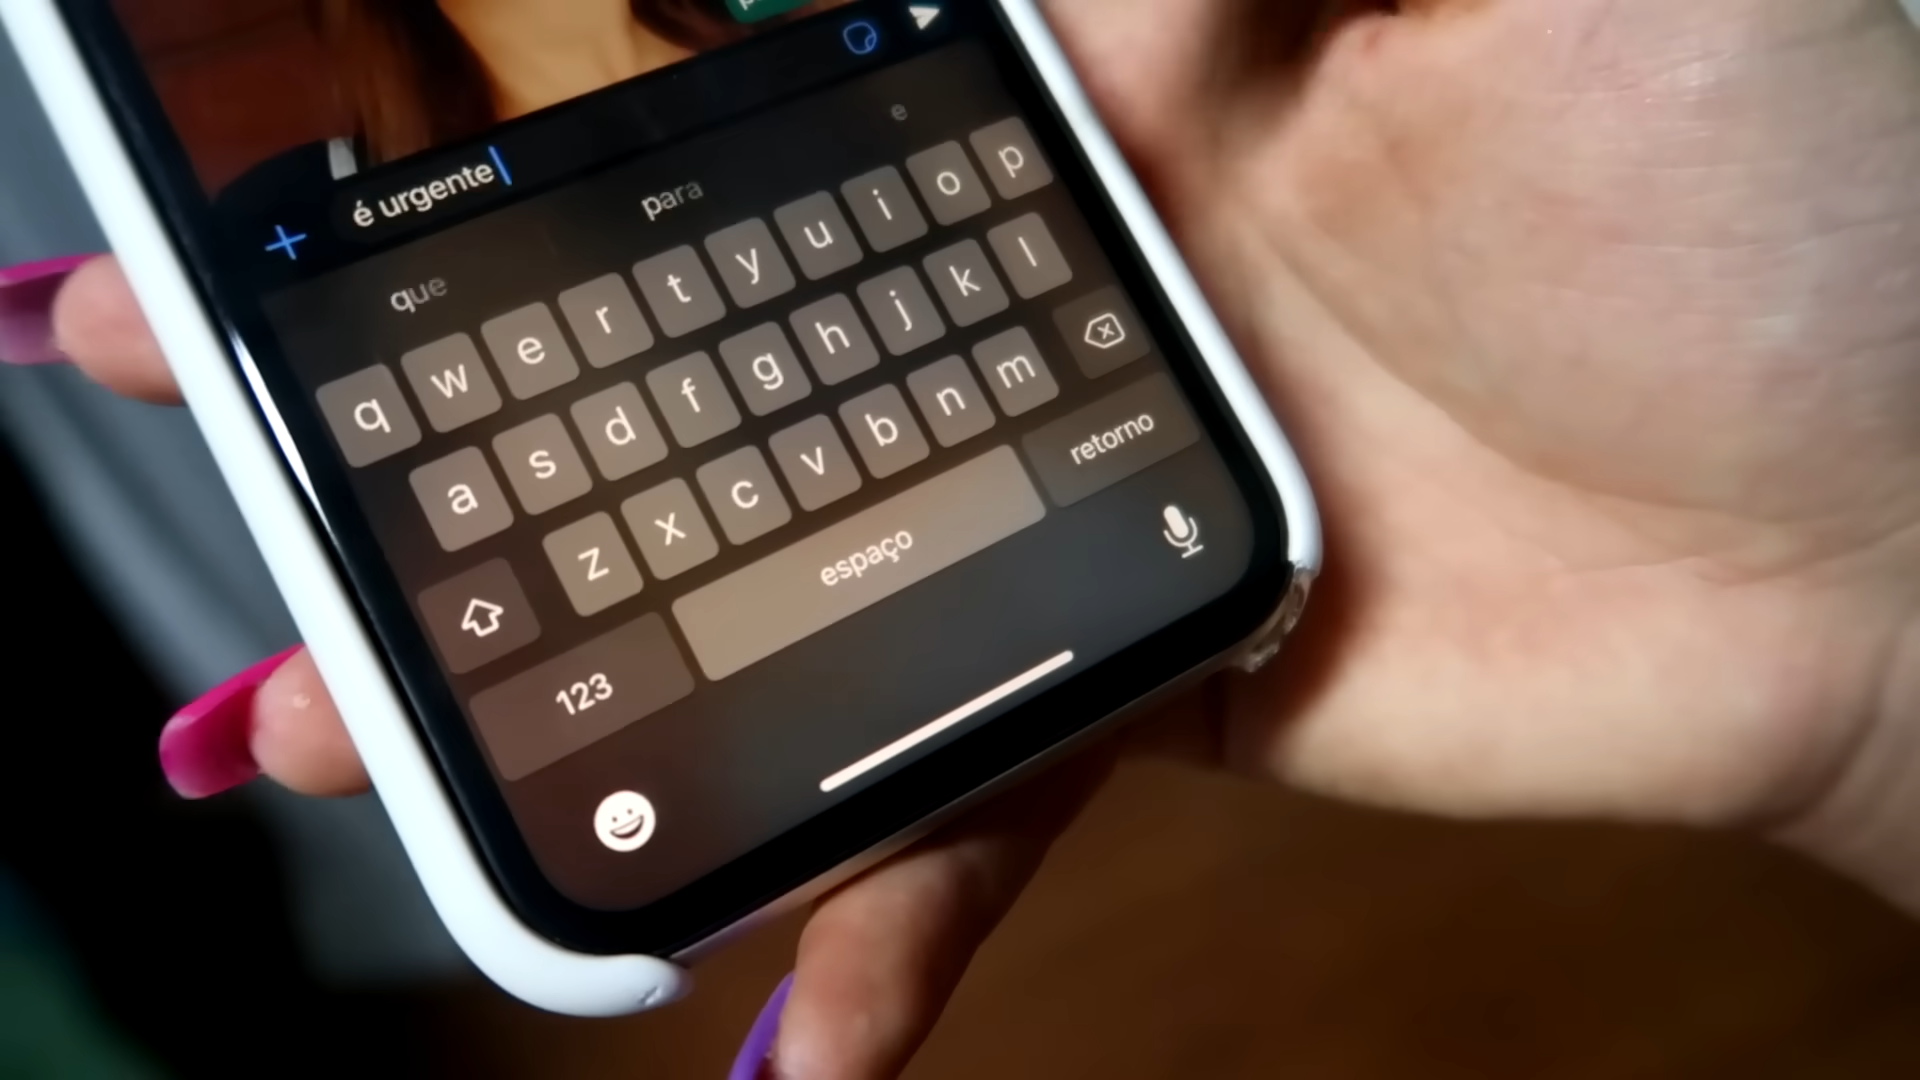 é urgente
que para e
q w e r t y u i o p
a s d f g h j k l
z x c v b n m
123 espaço retorno